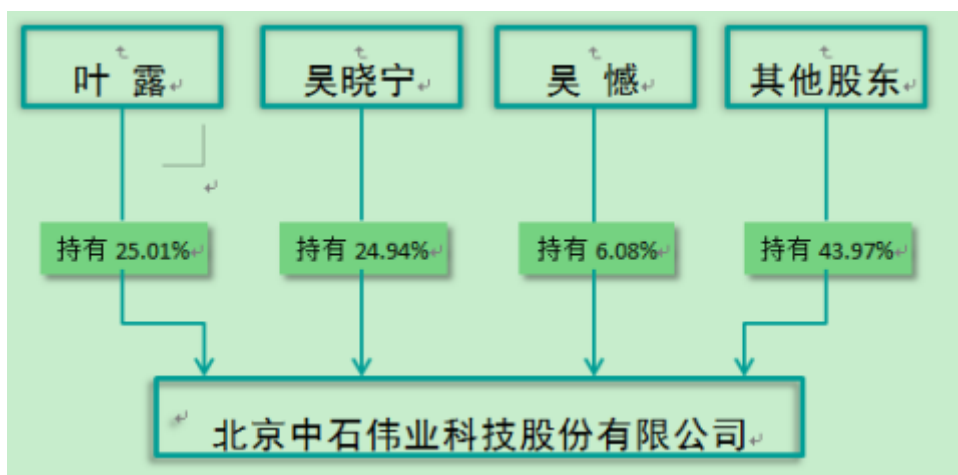 叶 露
吴晓宁
吴 憾
其他股东
持有 25.01%
持有 24.94%
持有 6.08%
持有 43.97%
北京中石伟业科技股份有限公司